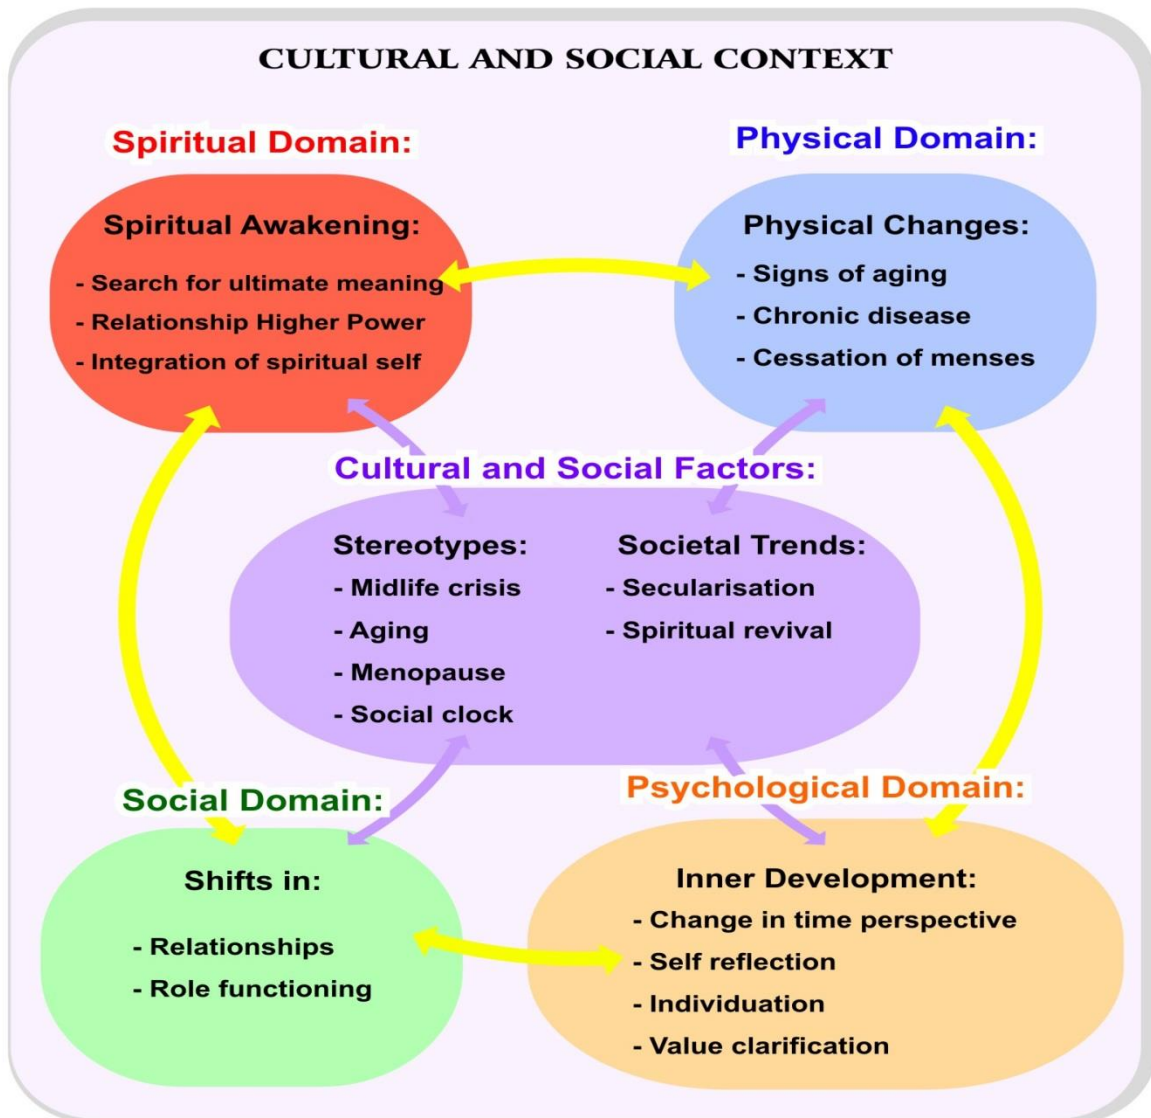 CULTURAL AND SOCIAL CONTEXT
Spiritual Domain:
Spiritual Awakening:
- Search for ultimate meaning
- Relationship Higher Power
- Integration of spiritual self
Physical Domain:
Physical Changes:
- Signs of aging
- Chronic disease
- Cessation of menses
Cultural and Social Factors:
Stereotypes:
- Midlife crisis
- Aging
- Menopause
- Social clock
Societal Trends:
- Secularisation
- Spiritual revival
Social Domain:
Shifts in:
- Relationships
- Role functioning
Psychological Domain:
Inner Development:
- Change in time perspective
- Self reflection
- Individuation
- Value clarification